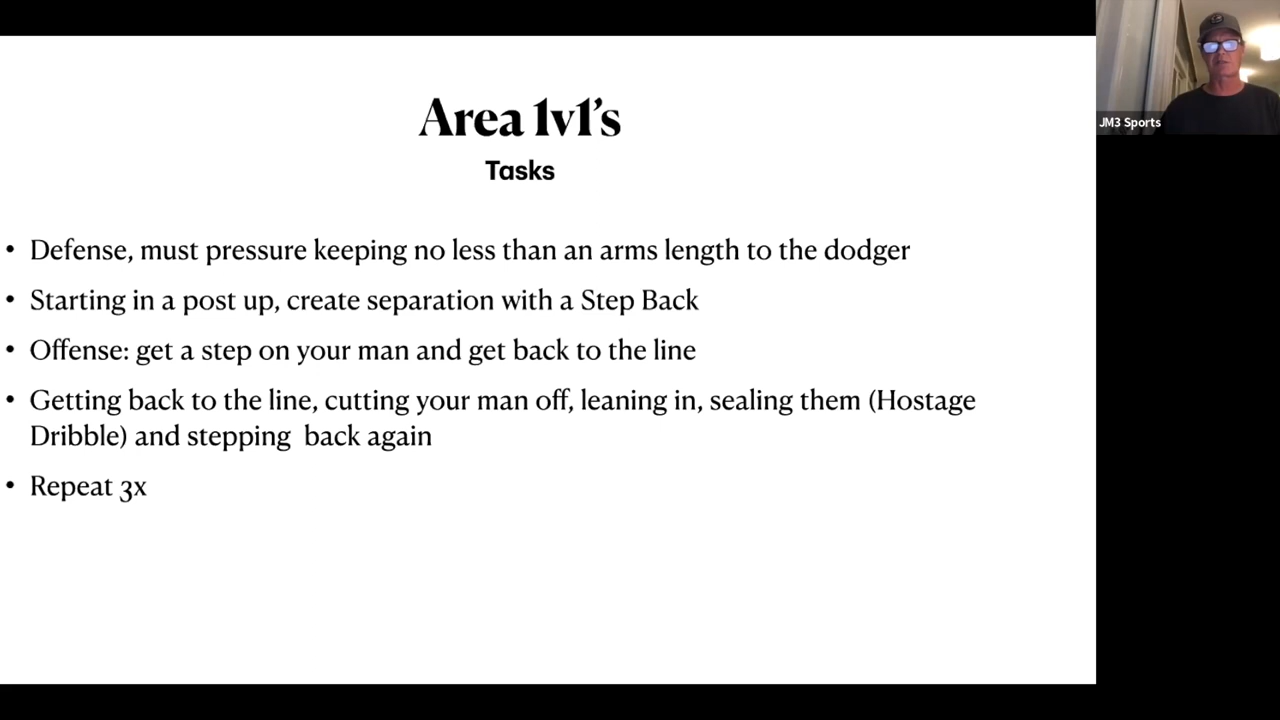 Area 1v1’s
Tasks
• Defense, must pressure keeping no less than an arms length to the dodger
• Starting in a post up, create separation with a Step Back
• Offense: get a step on your man and get back to the line
• Getting back to the line, cutting your man off, leaning in, sealing them (Hostage
Dribble) and stepping  back again
• Repeat 3x
JM3 Sports